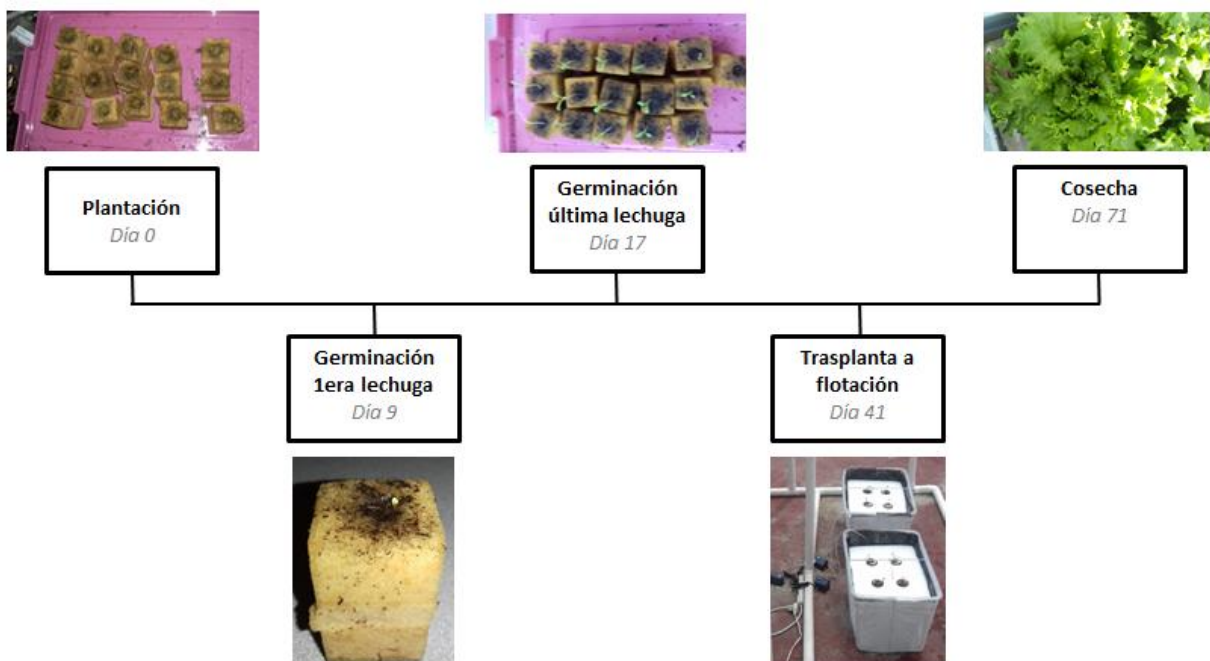 Plantación
Día 0
Germinación
última lechuga
Día 17
Cosecha
Día 71
Germinación
1era lechuga
Día 9
Trasplanta a
flotación
Día 41